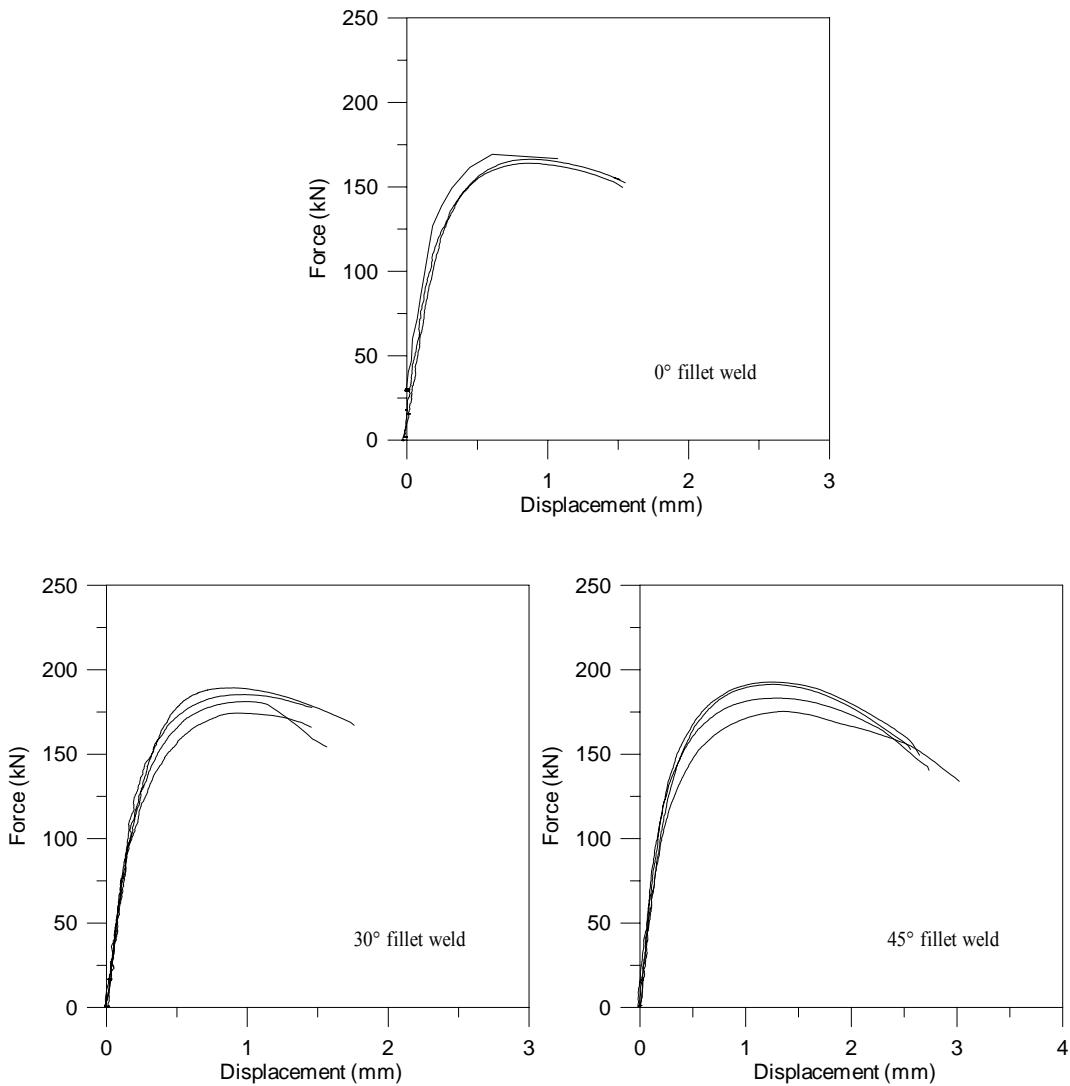 250
200
150
100
50
0
Force (kN)
0° fillet weld
0 1 2 3
Displacement (mm)
250
200
150
100
50
0
Force (kN)
30° fillet weld
0 1 2 3
Displacement (mm)
250
200
150
100
50
0
Force (kN)
45° fillet weld
0 1 2 3 4
Displacement (mm)